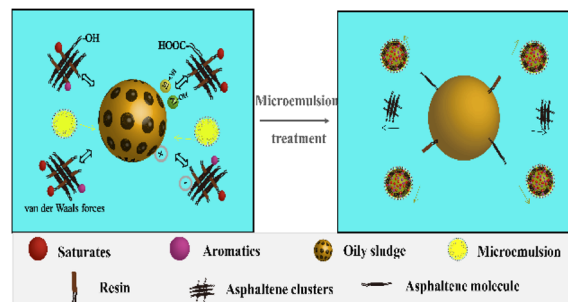 -OH
HOOC-
van der Waals forces
+
-
Microemulsion
treatment
Saturates
Aromatics
Oily sludge
Microemulsion
Resin
Asphaltene clusters
Asphaltene molecule